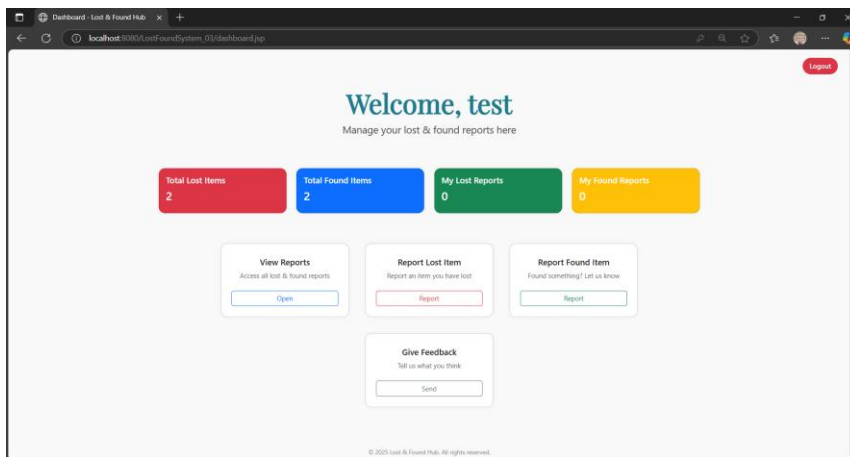 Dashboard - Lost & Found Hub
localhost:8080/LostFoundSystem_03/dashboard.jsp
Logout
Welcome, test
Manage your lost & found reports here
Total Lost Items
2
Total Found Items
2
My Lost Reports
0
My Found Reports
0
View Reports
Access all lost & found reports
Open
Report Lost Item
Report an item you have lost
Report
Report Found Item
Found something? Let us know
Report
Give Feedback
Tell us what you think
Send
© 2025 Lost & Found Hub. All rights reserved.